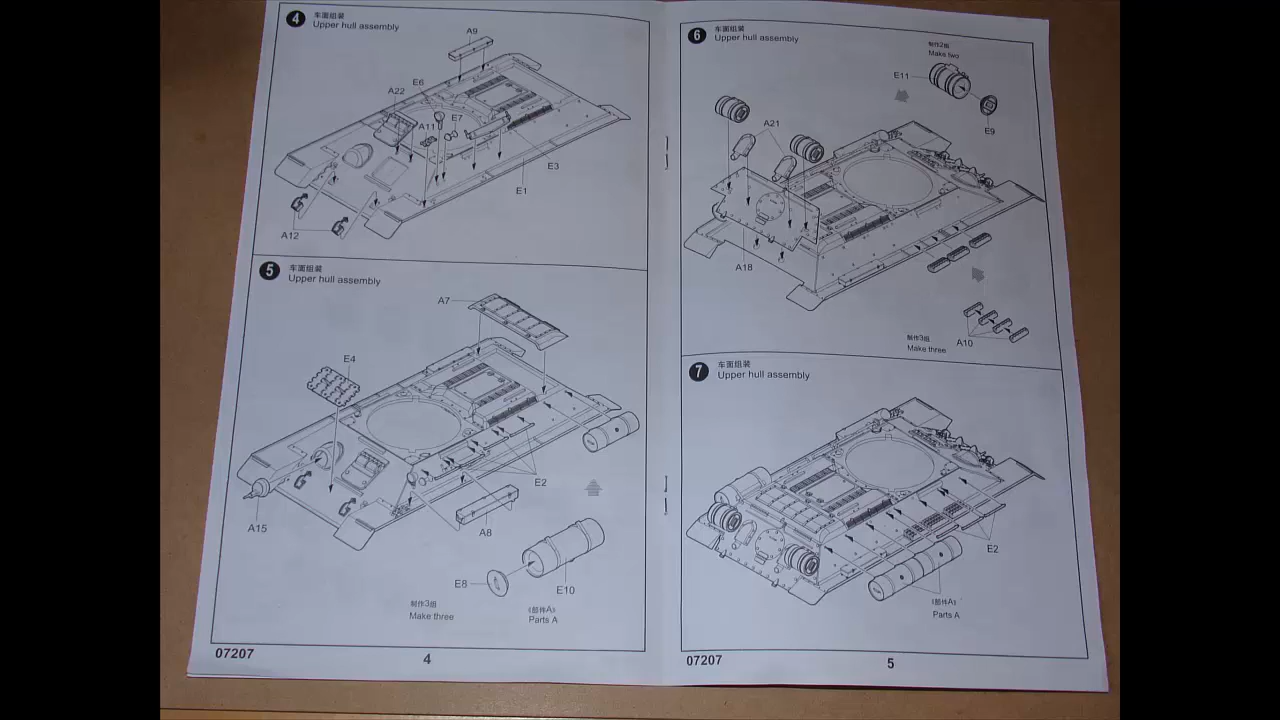 4 车面组装
Upper hull assembly
A9
E6
A22
A11
E7
E3
E1
A12
5 车面组装
Upper hull assembly
A7
E4
E2
A15
A8
E8
E10
制作3组
Make three
《部件A》
Parts A
07207
4
6 车面组装
Upper hull assembly
制作2组
Make two
E11
E9
A21
A18
A10
制作3组
Make three
7 车面组装
Upper hull assembly
E2
《部件A》
Parts A
07207
5